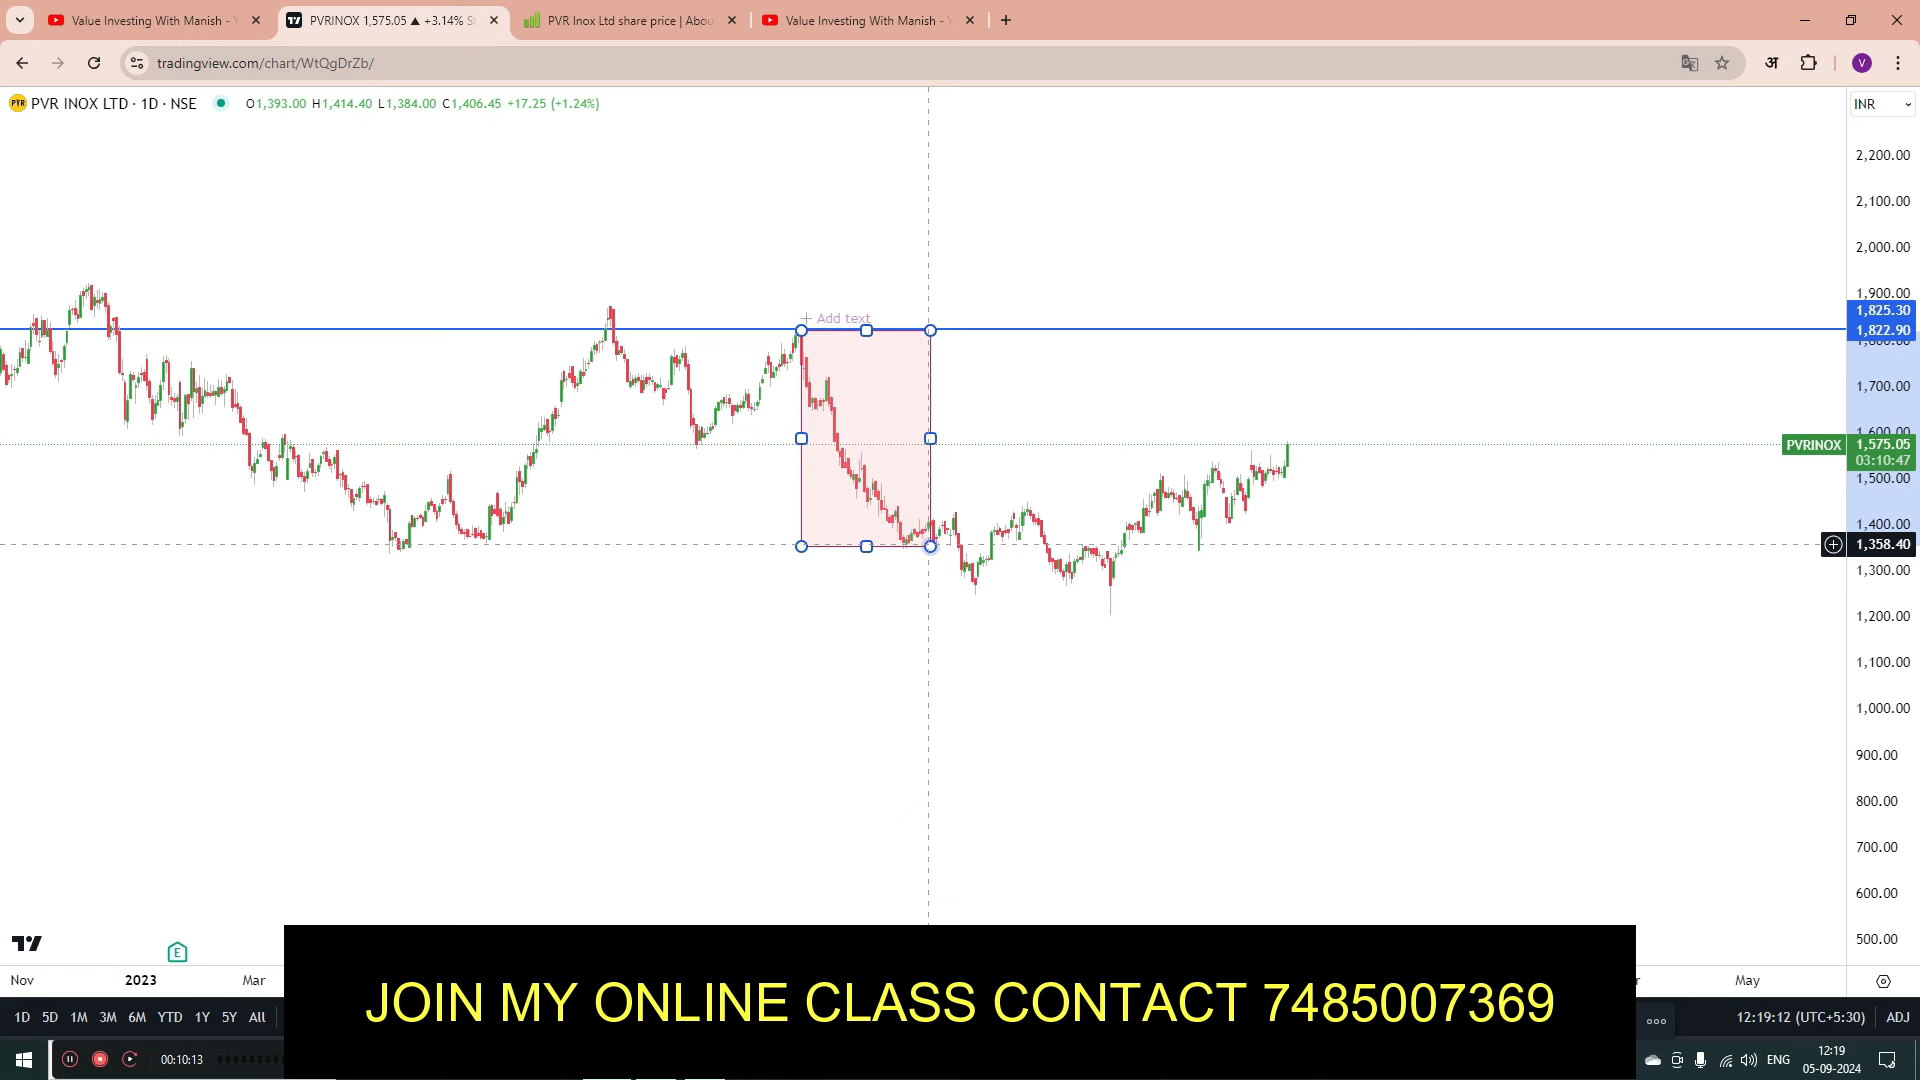 Value Investing With Manish -
PVRINOX 1,575.05 ▲ +3.14%
PVR Inox Ltd share price | Abou
Value Investing With Manish -
tradingview.com/chart/WtQgDrZb/
अ
V
PVR INOX LTD · 1D · NSE
O1,393.00 H1,414.40 L1,384.00 C1,406.45 +17.25 (+1.24%)
INR
2,200.00
2,100.00
2,000.00
1,900.00
1,825.30
+ Add text
1,822.90
1,800.00
1,700.00
1,600.00
PVRINOX 1,575.05
03:10:47
1,500.00
1,400.00
1,358.40
1,300.00
1,200.00
1,100.00
1,000.00
900.00
800.00
700.00
600.00
500.00
E
Nov 2023 Mar May
JOIN MY ONLINE CLASS CONTACT 7485007369
1D 5D 1M 3M 6M YTD 1Y 5Y All
12:19:12 (UTC+5:30) ADJ
00:10:13
ENG
12:19
05-09-2024